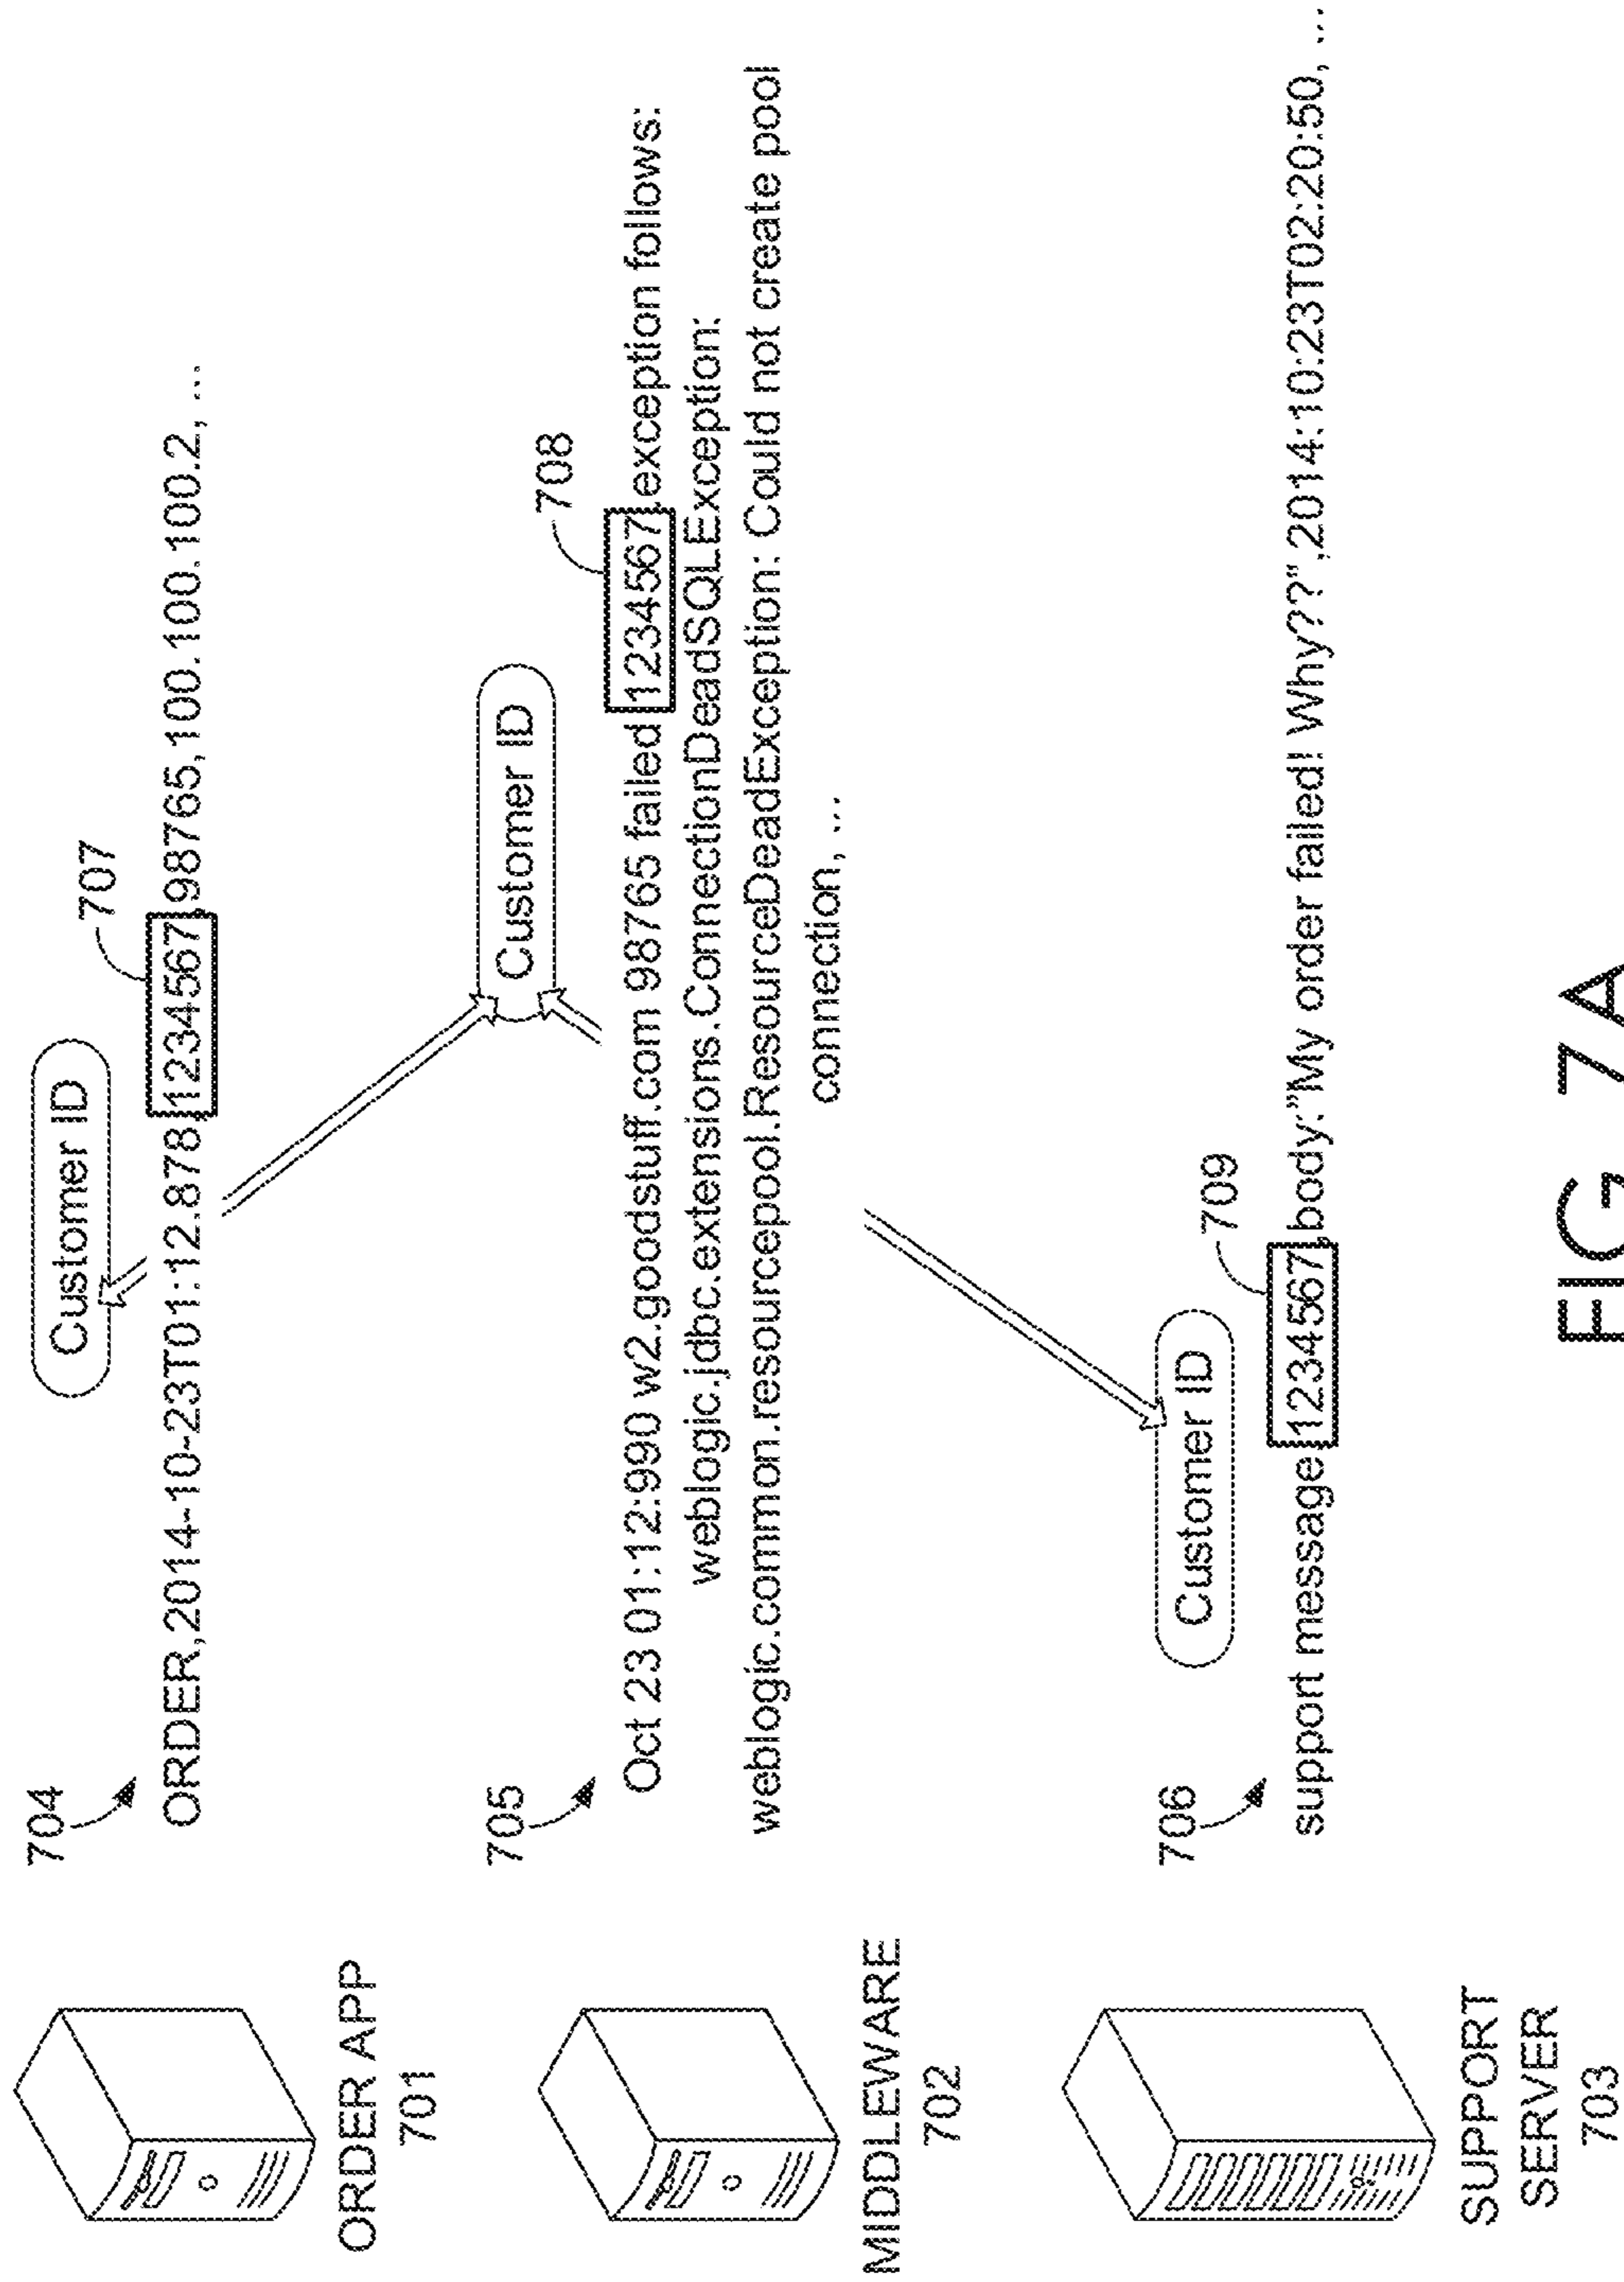 704
Customer ID
707
ORDER,2014-10-23T01:12.878,1234567,98765,100.100.100.2, ...
ORDER APP
701
705
Customer ID
708
Oct 23 01:12:990 w2.goodstuff.com 98765 failed 1234567,exception follows:
weblogic.jdbc.extensions.ConnectionDeadSQLException:
weblogic.common.resourcepool.ResourceDeadException: Could not create pool
connection, ...
MIDDLEWARE
702
706
Customer ID
709
support message,1234567,body:"My order failed! Why??",2014:10:23T02:20:50, ...
SUPPORT
SERVER
703
FIG 7A